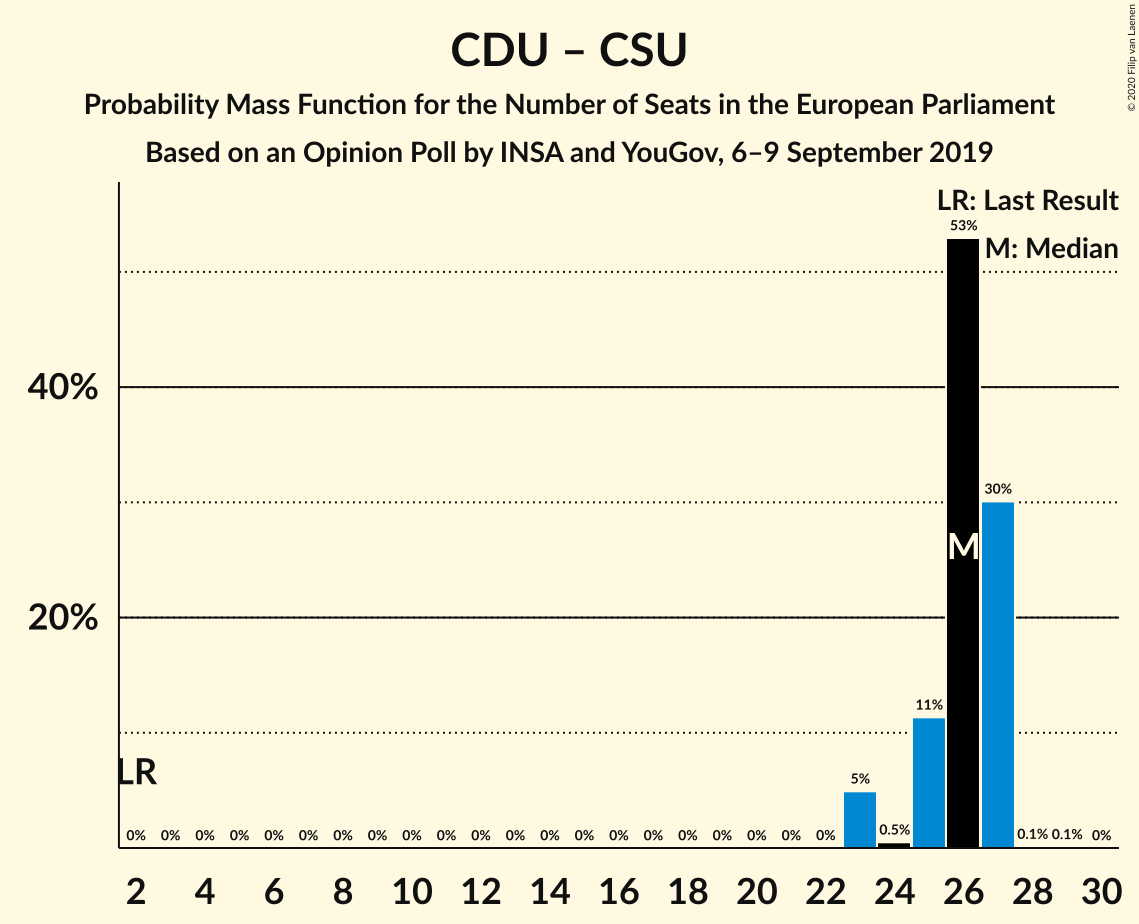 CDU – CSU
Probability Mass Function for the Number of Seats in the European Parliament
Based on an Opinion Poll by INSA and YouGov, 6–9 September 2019
© 2020 Filip van Laenen
LR: Last Result
53%
M: Median
40%
30%
M
20%
11%
LR
5%
0% 0% 0% 0% 0% 0% 0% 0% 0% 0% 0% 0% 0% 0% 0% 0% 0% 0% 0% 0% 0% 0.5% 0.1% 0.1% 0%
2 4 6 8 10 12 14 16 18 20 22 24 26 28 30